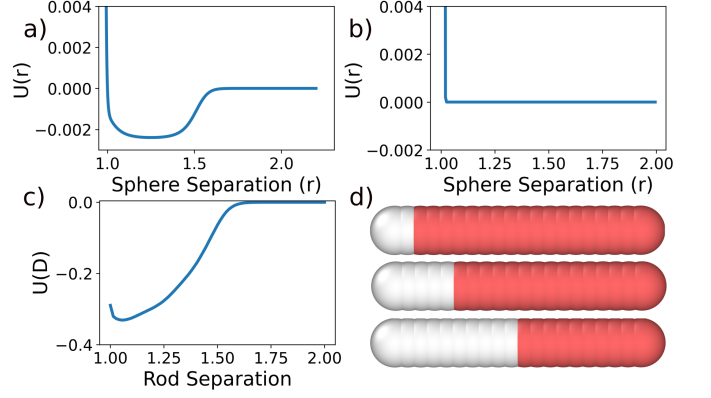 a)
0.004
0.002
0.000
−0.002
U(r)
1.0
1.5
2.0
Sphere Separation (r)
b)
0.004
0.002
0.000
−0.002
U(r)
1.00
1.25
1.50
1.75
2.00
Sphere Separation (r)
c)
0.0
−0.2
−0.4
U(D)
1.00
1.25
1.50
1.75
2.00
Rod Separation
d)